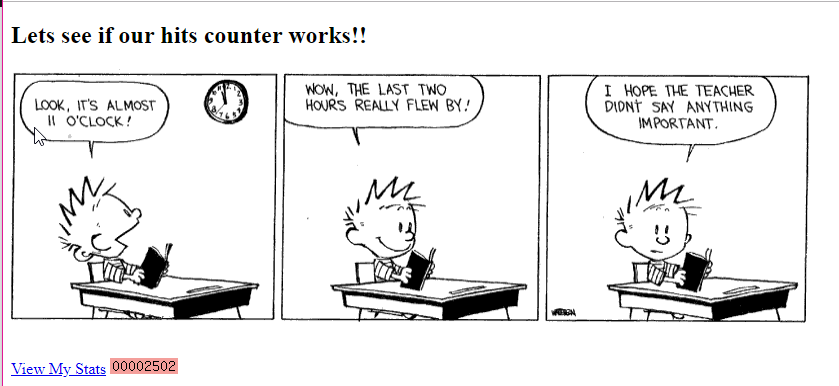 Lets see if our hits counter works!!
LOOK, IT'S ALMOST
11 O'CLOCK!
WOW, THE LAST TWO
HOURS REALLY FLEW BY!
I HOPE THE TEACHER
DIDN'T SAY ANYTHING
IMPORTANT.
WATTERSON
View My Stats 00002502